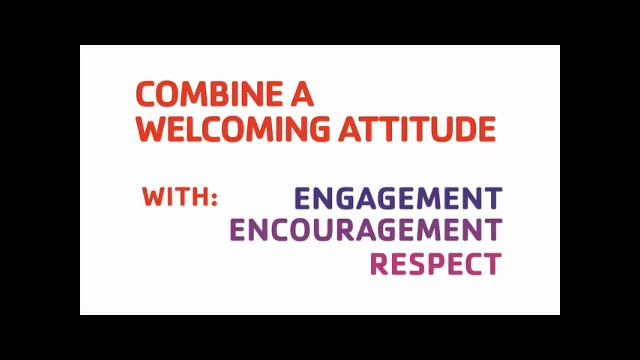 COMBINE A
WELCOMING ATTITUDE
WITH: ENGAGEMENT
ENCOURAGEMENT
RESPECT